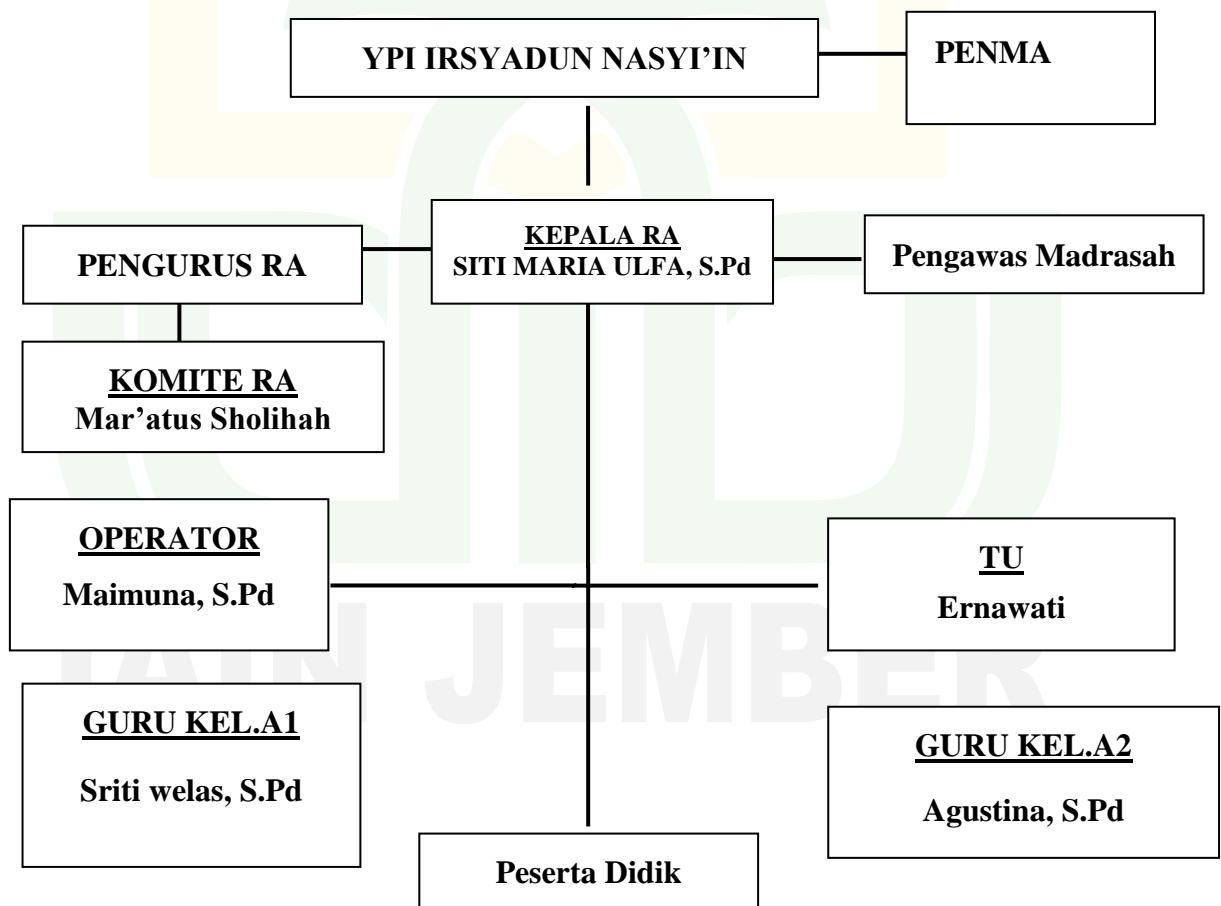 YPI IRSYADUN NASYI’IN
PENMA
KEPALA RA
SITI MARIA ULFA, S.Pd
PENGURUS RA
Pengawas Madrasah
KOMITE RA
Mar’atus Sholihah
OPERATOR
Maimuna, S.Pd
TU
Ernawati
IAIN JEMBER
GURU KEL.A1
Sriti welas, S.Pd
GURU KEL.A2
Agustina, S.Pd
Peserta Didik